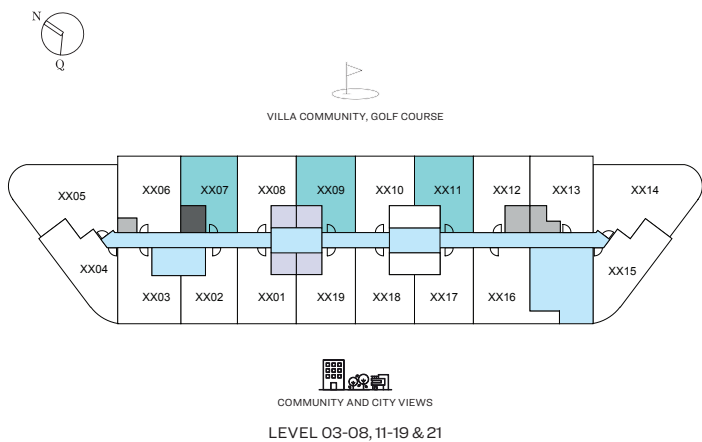 N
Q
VILLA COMMUNITY, GOLF COURSE
XX05
XX06
XX07
XX08
XX09
XX10
XX11
XX12
XX13
XX14
XX04
XX03
XX02
XX01
XX19
XX18
XX17
XX16
XX15
COMMUNITY AND CITY VIEWS
LEVEL 03-08, 11-19 & 21